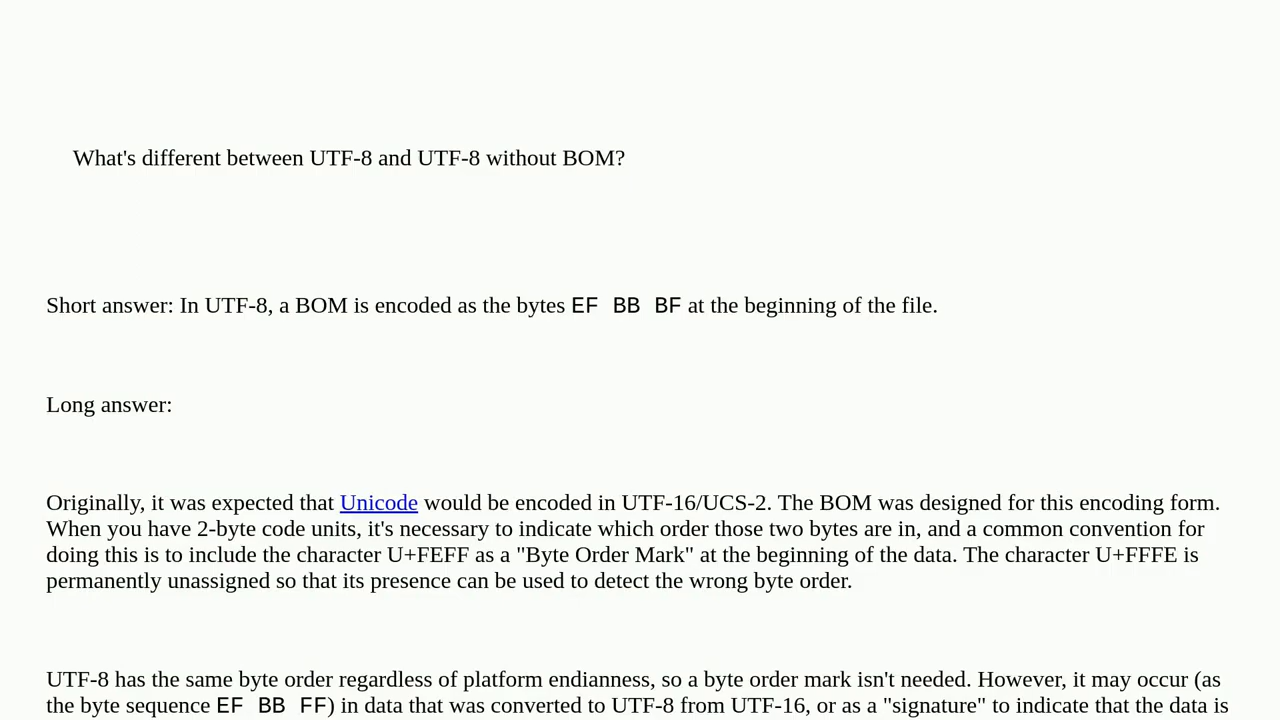 What's different between UTF-8 and UTF-8 without BOM?
Short answer: In UTF-8, a BOM is encoded as the bytes EF BB BF at the beginning of the file.
Long answer:
Originally, it was expected that Unicode would be encoded in UTF-16/UCS-2. The BOM was designed for this encoding form.
When you have 2-byte code units, it's necessary to indicate which order those two bytes are in, and a common convention for
doing this is to include the character U+FEFF as a "Byte Order Mark" at the beginning of the data. The character U+FFFE is
permanently unassigned so that its presence can be used to detect the wrong byte order.
UTF-8 has the same byte order regardless of platform endianness, so a byte order mark isn't needed. However, it may occur (as
the byte sequence EF BB FF) in data that was converted to UTF-8 from UTF-16, or as a "signature" to indicate that the data is